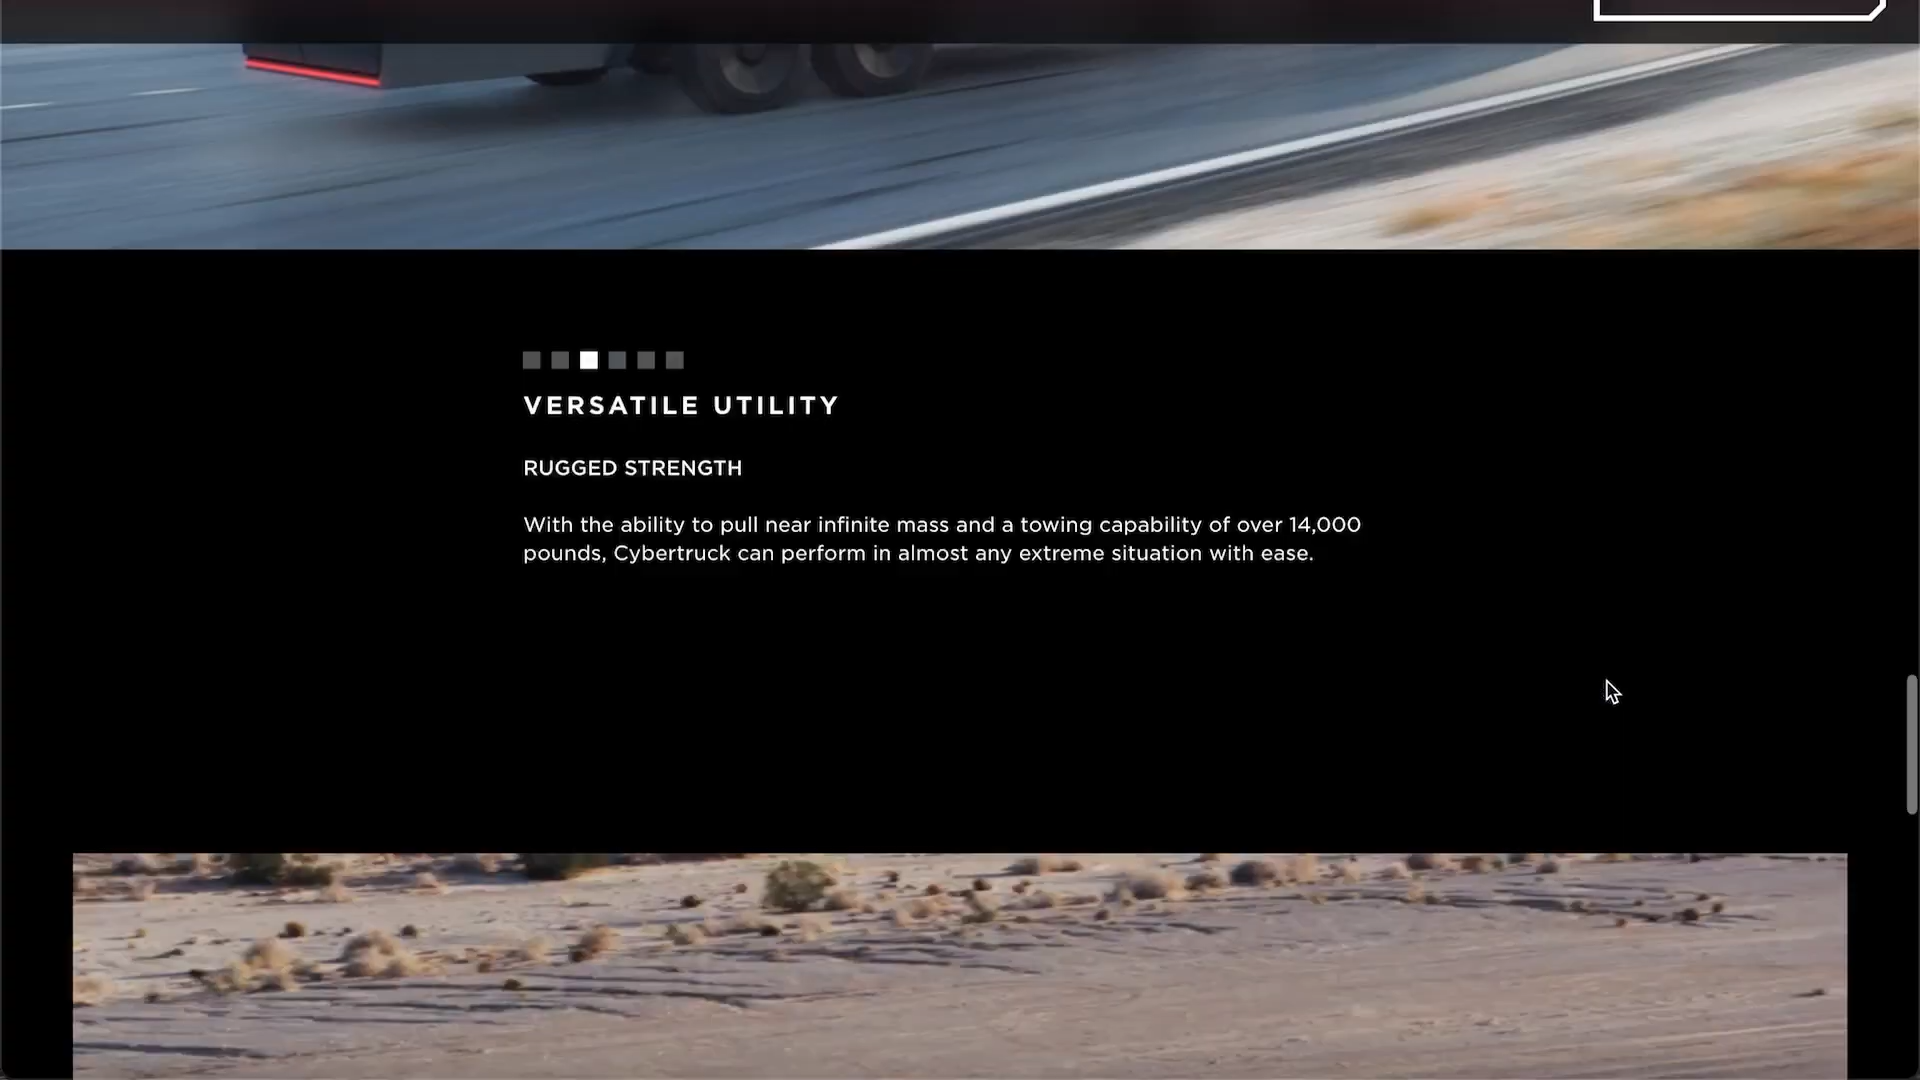 VERSATILE UTILITY
RUGGED STRENGTH
With the ability to pull near infinite mass and a towing capability of over 14,000
pounds, Cybertruck can perform in almost any extreme situation with ease.